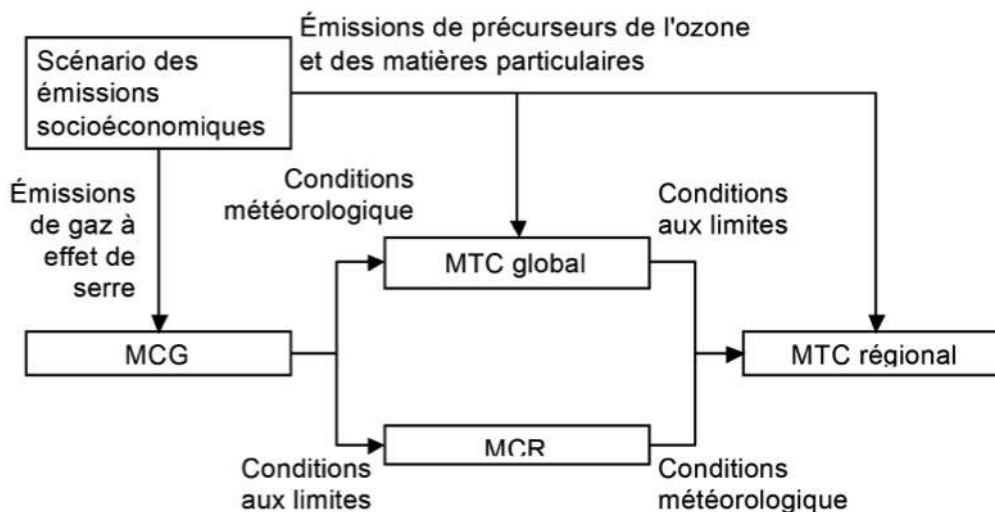 Émissions de précurseurs de l'ozone
et des matières particulaires
Scénario des
émissions
socioéconomiques
Émissions
de gaz à
effet de
serre
Conditions
météorologique
Conditions
aux limites
MTC global
MCG
MTC régional
MCR
Conditions
aux limites
Conditions
météorologique